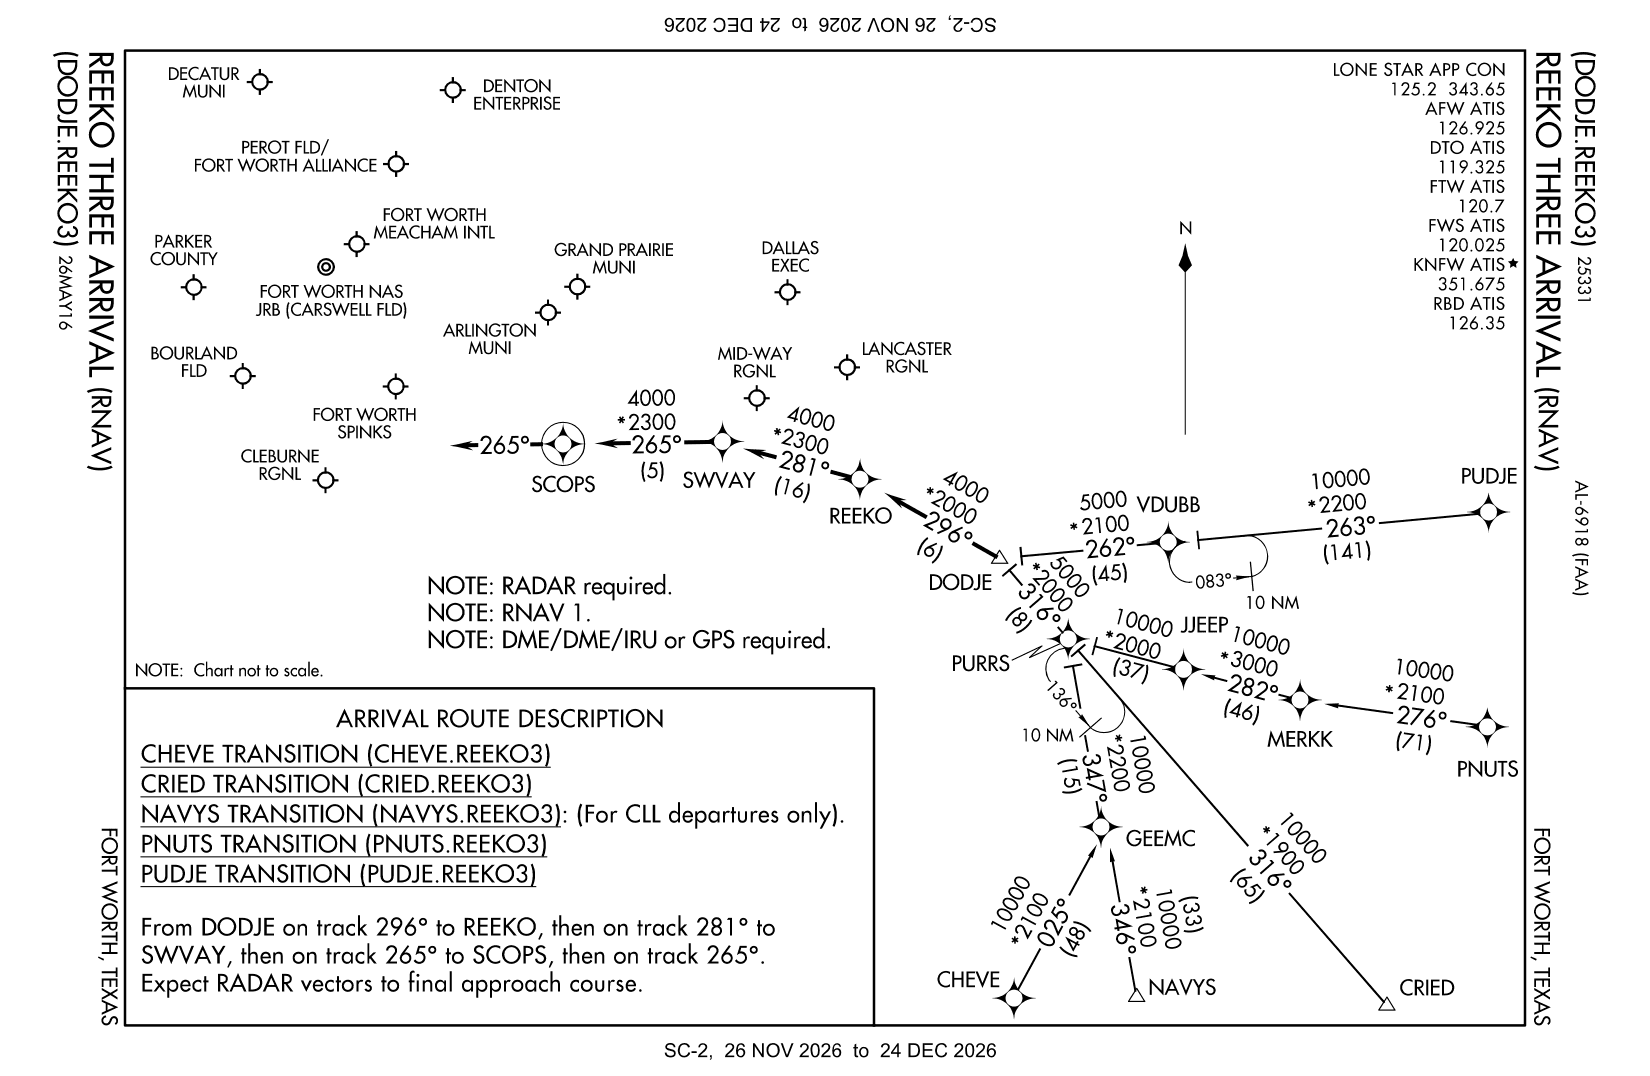 SC-2, 26 NOV 2026 to 24 DEC 2026
(DODJE.REEKO3) 26MAY16
REEKO THREE ARRIVAL (RNAV)
FORT WORTH, TEXAS
(DODJE.REEKO3) 25331
REEKO THREE ARRIVAL (RNAV)
AL-6918 (FAA)
FORT WORTH, TEXAS
LONE STAR APP CON
125.2 343.65
AFW ATIS
126.925
DTO ATIS
119.325
FTW ATIS
120.7
FWS ATIS
120.025
KNFW ATIS★
351.675
RBD ATIS
126.35
DECATUR
MUNI
DENTON
ENTERPRISE
PEROT FLD/
FORT WORTH ALLIANCE
FORT WORTH
MEACHAM INTL
PARKER
COUNTY
FORT WORTH NAS
JRB (CARSWELL FLD)
GRAND PRAIRIE
MUNI
DALLAS
EXEC
ARLINGTON
MUNI
BOURLAND
FLD
MID-WAY
RGNL
LANCASTER
RGNL
FORT WORTH
SPINKS
CLEBURNE
RGNL
N
265°
SCOPS
4000
*2300
265°
(5)
SWVAY
4000
*2300
281°
(16)
REEKO
4000
*2000
296°
(6)
DODJE
5000
*2100
262°
(45)
VDUBB
083°
10 NM
10000
*2200
263°
(141)
PUDJE
5000
*2000
316°
(8)
PURRS
136°
10 NM
10000
*2000
(37)
JJEEP
10000
*3000
282°
(46)
MERKK
10000
*2100
276°
(71)
PNUTS
10000
*2200
347°
(15)
GEEMC
10000
*2100
025°
(48)
CHEVE
(33)
10000
*2100
346°
NAVYS
10000
*1900
316°
(65)
CRIED
NOTE: RADAR required.
NOTE: RNAV 1.
NOTE: DME/DME/IRU or GPS required.
NOTE: Chart not to scale.
ARRIVAL ROUTE DESCRIPTION
CHEVE TRANSITION (CHEVE.REEKO3)
CRIED TRANSITION (CRIED.REEKO3)
NAVYS TRANSITION (NAVYS.REEKO3): (For CLL departures only).
PNUTS TRANSITION (PNUTS.REEKO3)
PUDJE TRANSITION (PUDJE.REEKO3)
From DODJE on track 296° to REEKO, then on track 281° to
SWVAY, then on track 265° to SCOPS, then on track 265°.
Expect RADAR vectors to final approach course.
SC-2, 26 NOV 2026 to 24 DEC 2026